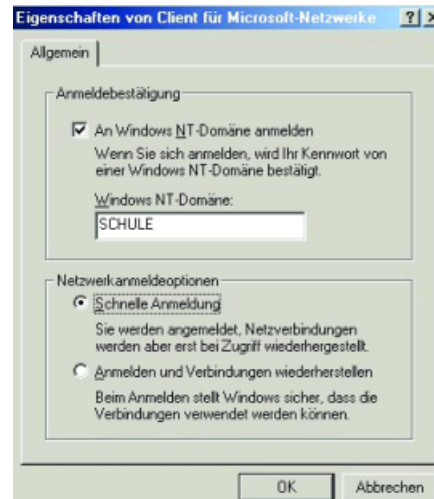 Eigenschaften von Client für Microsoft-Netzwerke
Allgemein
Anmeldebestätigung
An Windows NT-Domäne anmelden
Wenn Sie sich anmelden, wird Ihr Kennwort von
einer Windows NT-Domäne bestätigt.
Windows NT-Domäne:
SCHULE
Netzwerkanmeldeoptionen
Schnelle Anmeldung
Sie werden angemeldet, Netzverbindungen
werden aber erst bei Zugriff wiederhergestellt.
Anmelden und Verbindungen wiederherstellen
Beim Anmelden stellt Windows sicher, dass die
Verbindungen verwendet werden können.
OK Abbrechen